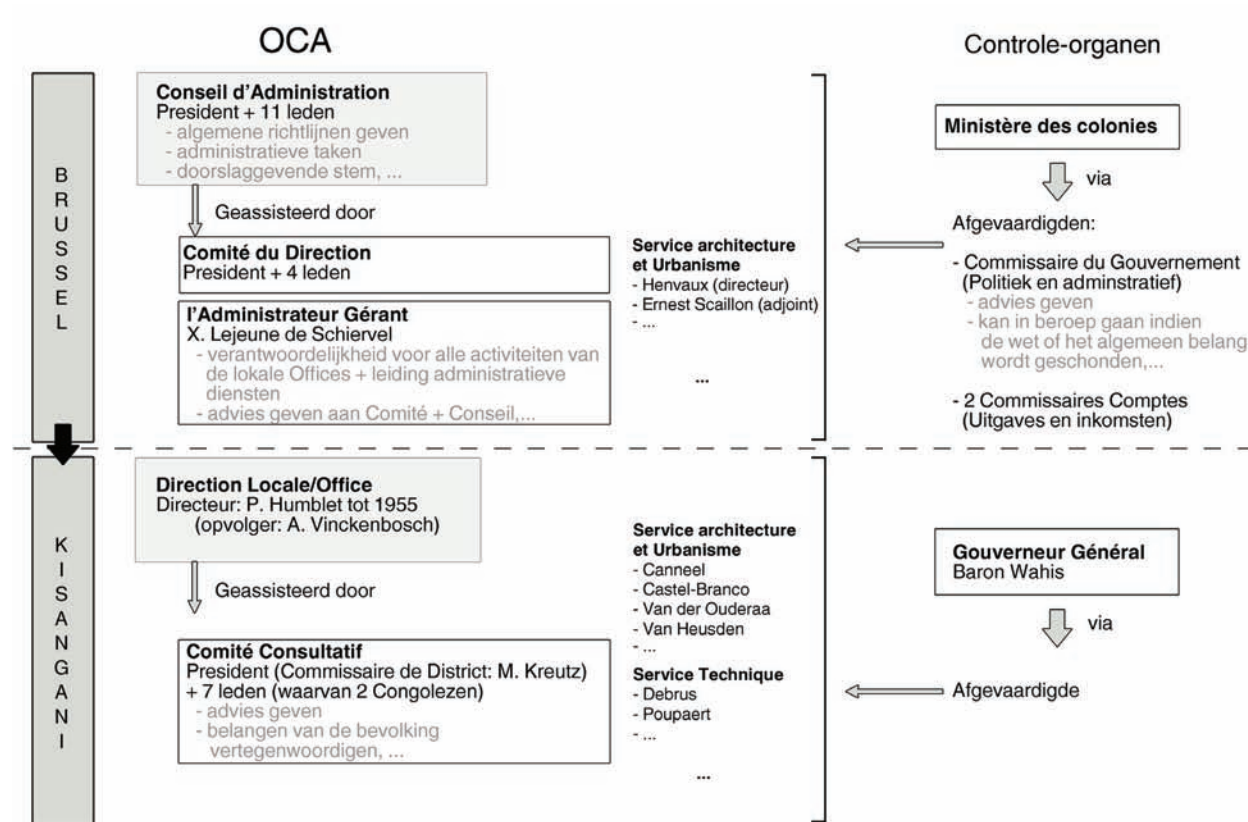 OCA
Controle-organen
BRUSSEL
Conseil d'Administration
President + 11 leden
- algemene richtlijnen geven
- administratieve taken
- doorslaggevende stem, ...
Geassisteerd door
Comité du Direction
President + 4 leden
l'Administrateur Gérant
X. Lejeune de Schiervel
- verantwoordelijkheid voor alle activiteiten van
de lokale Offices + leiding administratieve
diensten
- advies geven aan Comité + Conseil,...
Service architecture
et Urbanisme
- Henvaux (directeur)
- Ernest Scaillon (adjoint)
- ...
...
Ministère des colonies
via
Afgevaardigden:
- Commissaire du Gouvernement
(Politiek en adminstratief)
- advies geven
- kan in beroep gaan indien
de wet of het algemeen belang
wordt geschonden,...
- 2 Commissaires Comptes
(Uitgaves en inkomsten)
KISANGANI
Direction Locale/Office
Directeur: P. Humblet tot 1955
(opvolger: A. Vinckenbosch)
Geassisteerd door
Comité Consultatif
President (Commissaire de District: M. Kreutz)
+ 7 leden (waarvan 2 Congolezen)
- advies geven
- belangen van de bevolking
vertegenwoordigen, ...
Service architecture
et Urbanisme
- Canneel
- Castel-Branco
- Van der Ouderaa
- Van Heusden
- ...
Service Technique
- Debrus
- Poupaert
- ...
...
Gouverneur Général
Baron Wahis
via
Afgevaardigde